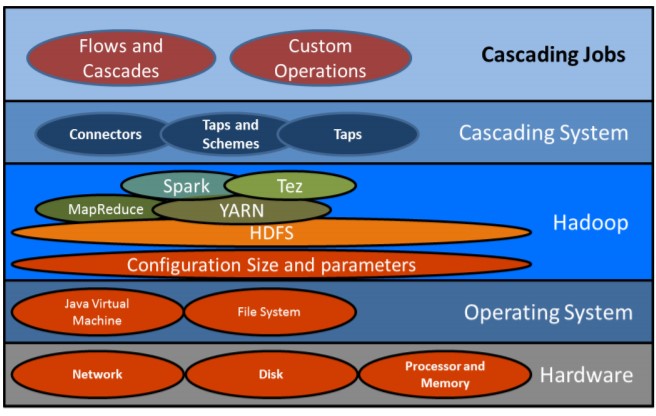 Flows and
Cascades
Custom
Operations
Cascading Jobs
Connectors
Taps and
Schemes
Taps
Cascading System
Spark
Tez
MapReduce
YARN
Hadoop
HDFS
Configuration Size and parameters
Java Virtual
Machine
File System
Operating System
Network
Disk
Processor and
Memory
Hardware